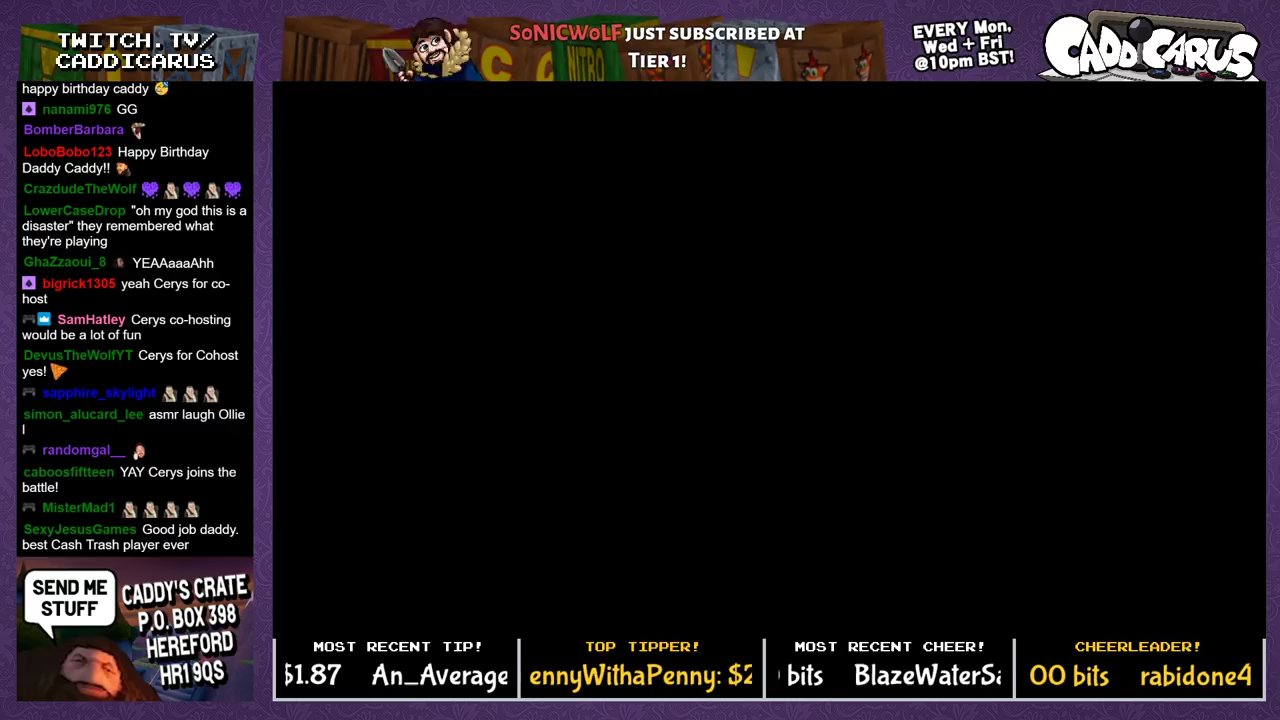 TWITCH.TV/
CADDICARUS
SoNiCWoLF JUST SUBSCRIBED AT
TIER 1!
EVERY Mon,
Wed + Fri
@10pm BST!
CADDICARUS
C
NITRO
happy birthday caddy
nanami976 GG
BomberBarbara
LoboBobo123 Happy Birthday
Daddy Caddy!!
CrazdudeTheWolf
LowerCaseDrop "oh my god this is a
disaster" they remembered what
they're playing
GhaZzaoui_8 YEAAaaaAhh
bigrick1305 yeah Cerys for co-
host
SamHatley Cerys co-hosting
would be a lot of fun
DevusTheWolfYT Cerys for Cohost
yes!
sapphire_skylight
simon_alucard_lee asmr laugh Ollie
l
randomgal__
caboosfiftteen YAY Cerys joins the
battle!
MisterMad1
SexyJesusGames Good job daddy.
best Cash Trash player ever
SEND ME
STUFF
CADDY'S CRATE
P.O. BOX 398
HEREFORD
HR1 9QS
MOST RECENT TIP!
$1.87 An_Average
TOP TIPPER!
ennyWithaPenny: $2
MOST RECENT CHEER!
bits BlazeWaterSa
CHEERLEADER!
00 bits rabidone4